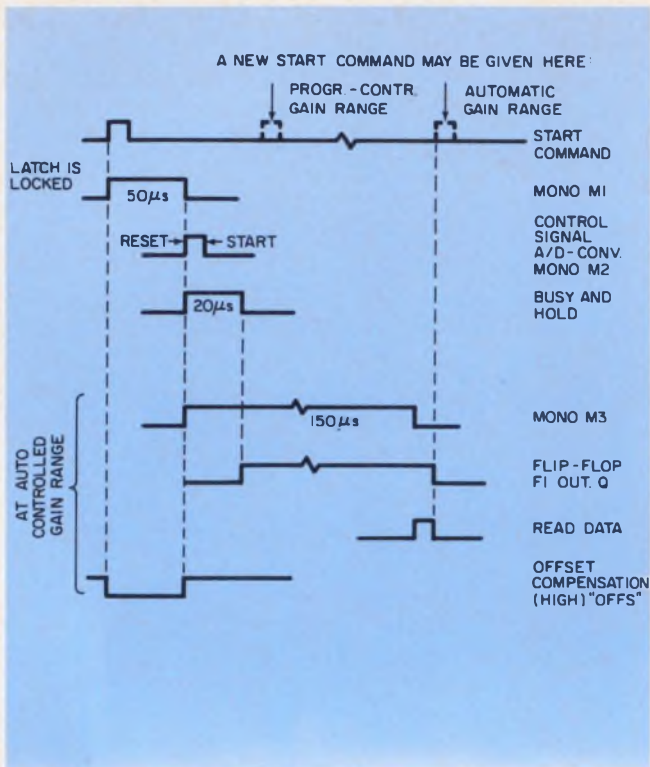 A NEW START COMMAND MAY BE GIVEN HERE:
PROGR.-CONTR.
GAIN RANGE
AUTOMATIC
GAIN RANGE
START
COMMAND
LATCH IS
LOCKED
50μs
MONO M1
RESET
START
CONTROL
SIGNAL
A/D-CONV.
MONO M2
20μs
BUSY AND
HOLD
AT AUTO
CONTROLLED
GAIN RANGE
150μs
MONO M3
FLIP-FLOP
F1 OUT. Q
READ DATA
OFFSET
COMPENSATION
(HIGH) "OFFS"